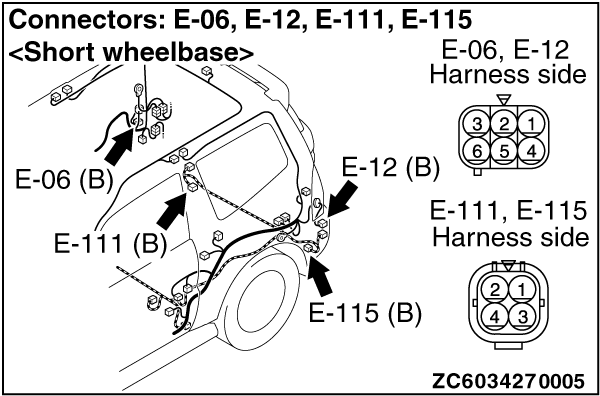 Connectors: E-06, E-12, E-111, E-115
<Short wheelbase>
E-06, E-12
Harness side
3 2 1
6 5 4
E-06 (B)
E-12 (B)
E-111 (B)
E-115 (B)
E-111, E-115
Harness side
2 1
4 3
ZC6034270005